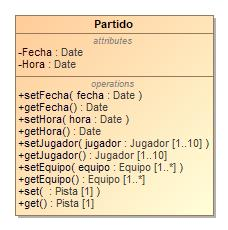 Partido
attributes
-Fecha : Date
-Hora : Date
operations
+setFecha( fecha : Date )
+getFecha() : Date
+setHora( hora : Date )
+getHora() : Date
+setJugador( jugador : Jugador [1..10] )
+getJugador() : Jugador [1..10]
+setEquipo( equipo : Equipo [1..*] )
+getEquipo() : Equipo [1..*]
+set(  : Pista [1] )
+get() : Pista [1]